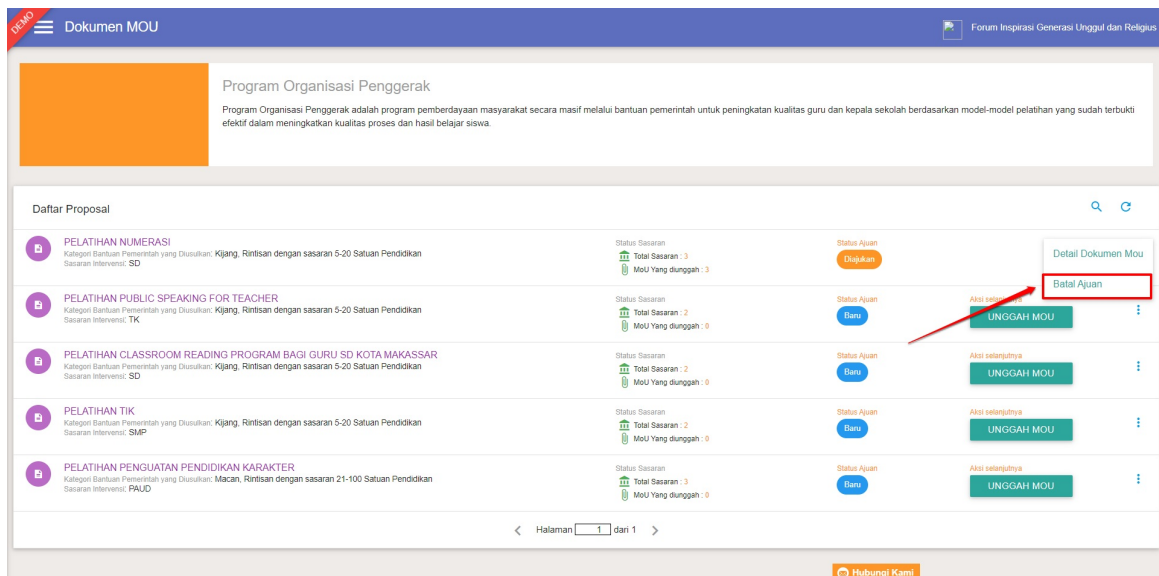 DEMO
Dokumen MOU
Forum Inspirasi Generasi Unggul dan Religius
Program Organisasi Penggerak
Program Organisasi Penggerak adalah program pemberdayaan masyarakat secara masif melalui bantuan pemerintah untuk peningkatan kualitas guru dan kepala sekolah berdasarkan model-model pelatihan yang sudah terbukti
efektif dalam meningkatkan kualitas proses dan hasil belajar siswa.
Daftar Proposal
PELATIHAN NUMERASI
Kategori Bantuan Pemerintah yang Diusulkan: Kijang, Rintisan dengan sasaran 5-20 Satuan Pendidikan
Sasaran Intervensi: SD
Status Sasaran
Total Sasaran : 3
MoU Yang diunggah : 3
Status Ajuan
Diajukan
Detail Dokumen Mou
Batal Ajuan
PELATIHAN PUBLIC SPEAKING FOR TEACHER
Kategori Bantuan Pemerintah yang Diusulkan: Kijang, Rintisan dengan sasaran 5-20 Satuan Pendidikan
Sasaran Intervensi: TK
Status Sasaran
Total Sasaran : 2
MoU Yang diunggah : 0
Status Ajuan
Baru
Aksi selanjutnya
UNGGAH MOU
PELATIHAN CLASSROOM READING PROGRAM BAGI GURU SD KOTA MAKASSAR
Kategori Bantuan Pemerintah yang Diusulkan: Kijang, Rintisan dengan sasaran 5-20 Satuan Pendidikan
Sasaran Intervensi: SD
Status Sasaran
Total Sasaran : 2
MoU Yang diunggah : 0
Status Ajuan
Baru
Aksi selanjutnya
UNGGAH MOU
PELATIHAN TIK
Kategori Bantuan Pemerintah yang Diusulkan: Kijang, Rintisan dengan sasaran 5-20 Satuan Pendidikan
Sasaran Intervensi: SMP
Status Sasaran
Total Sasaran : 2
MoU Yang diunggah : 0
Status Ajuan
Baru
Aksi selanjutnya
UNGGAH MOU
PELATIHAN PENGUATAN PENDIDIKAN KARAKTER
Kategori Bantuan Pemerintah yang Diusulkan: Macan, Rintisan dengan sasaran 21-100 Satuan Pendidikan
Sasaran Intervensi: PAUD
Status Sasaran
Total Sasaran : 3
MoU Yang diunggah : 0
Status Ajuan
Baru
Aksi selanjutnya
UNGGAH MOU
Halaman 1 dari 1
Hubungi Kami